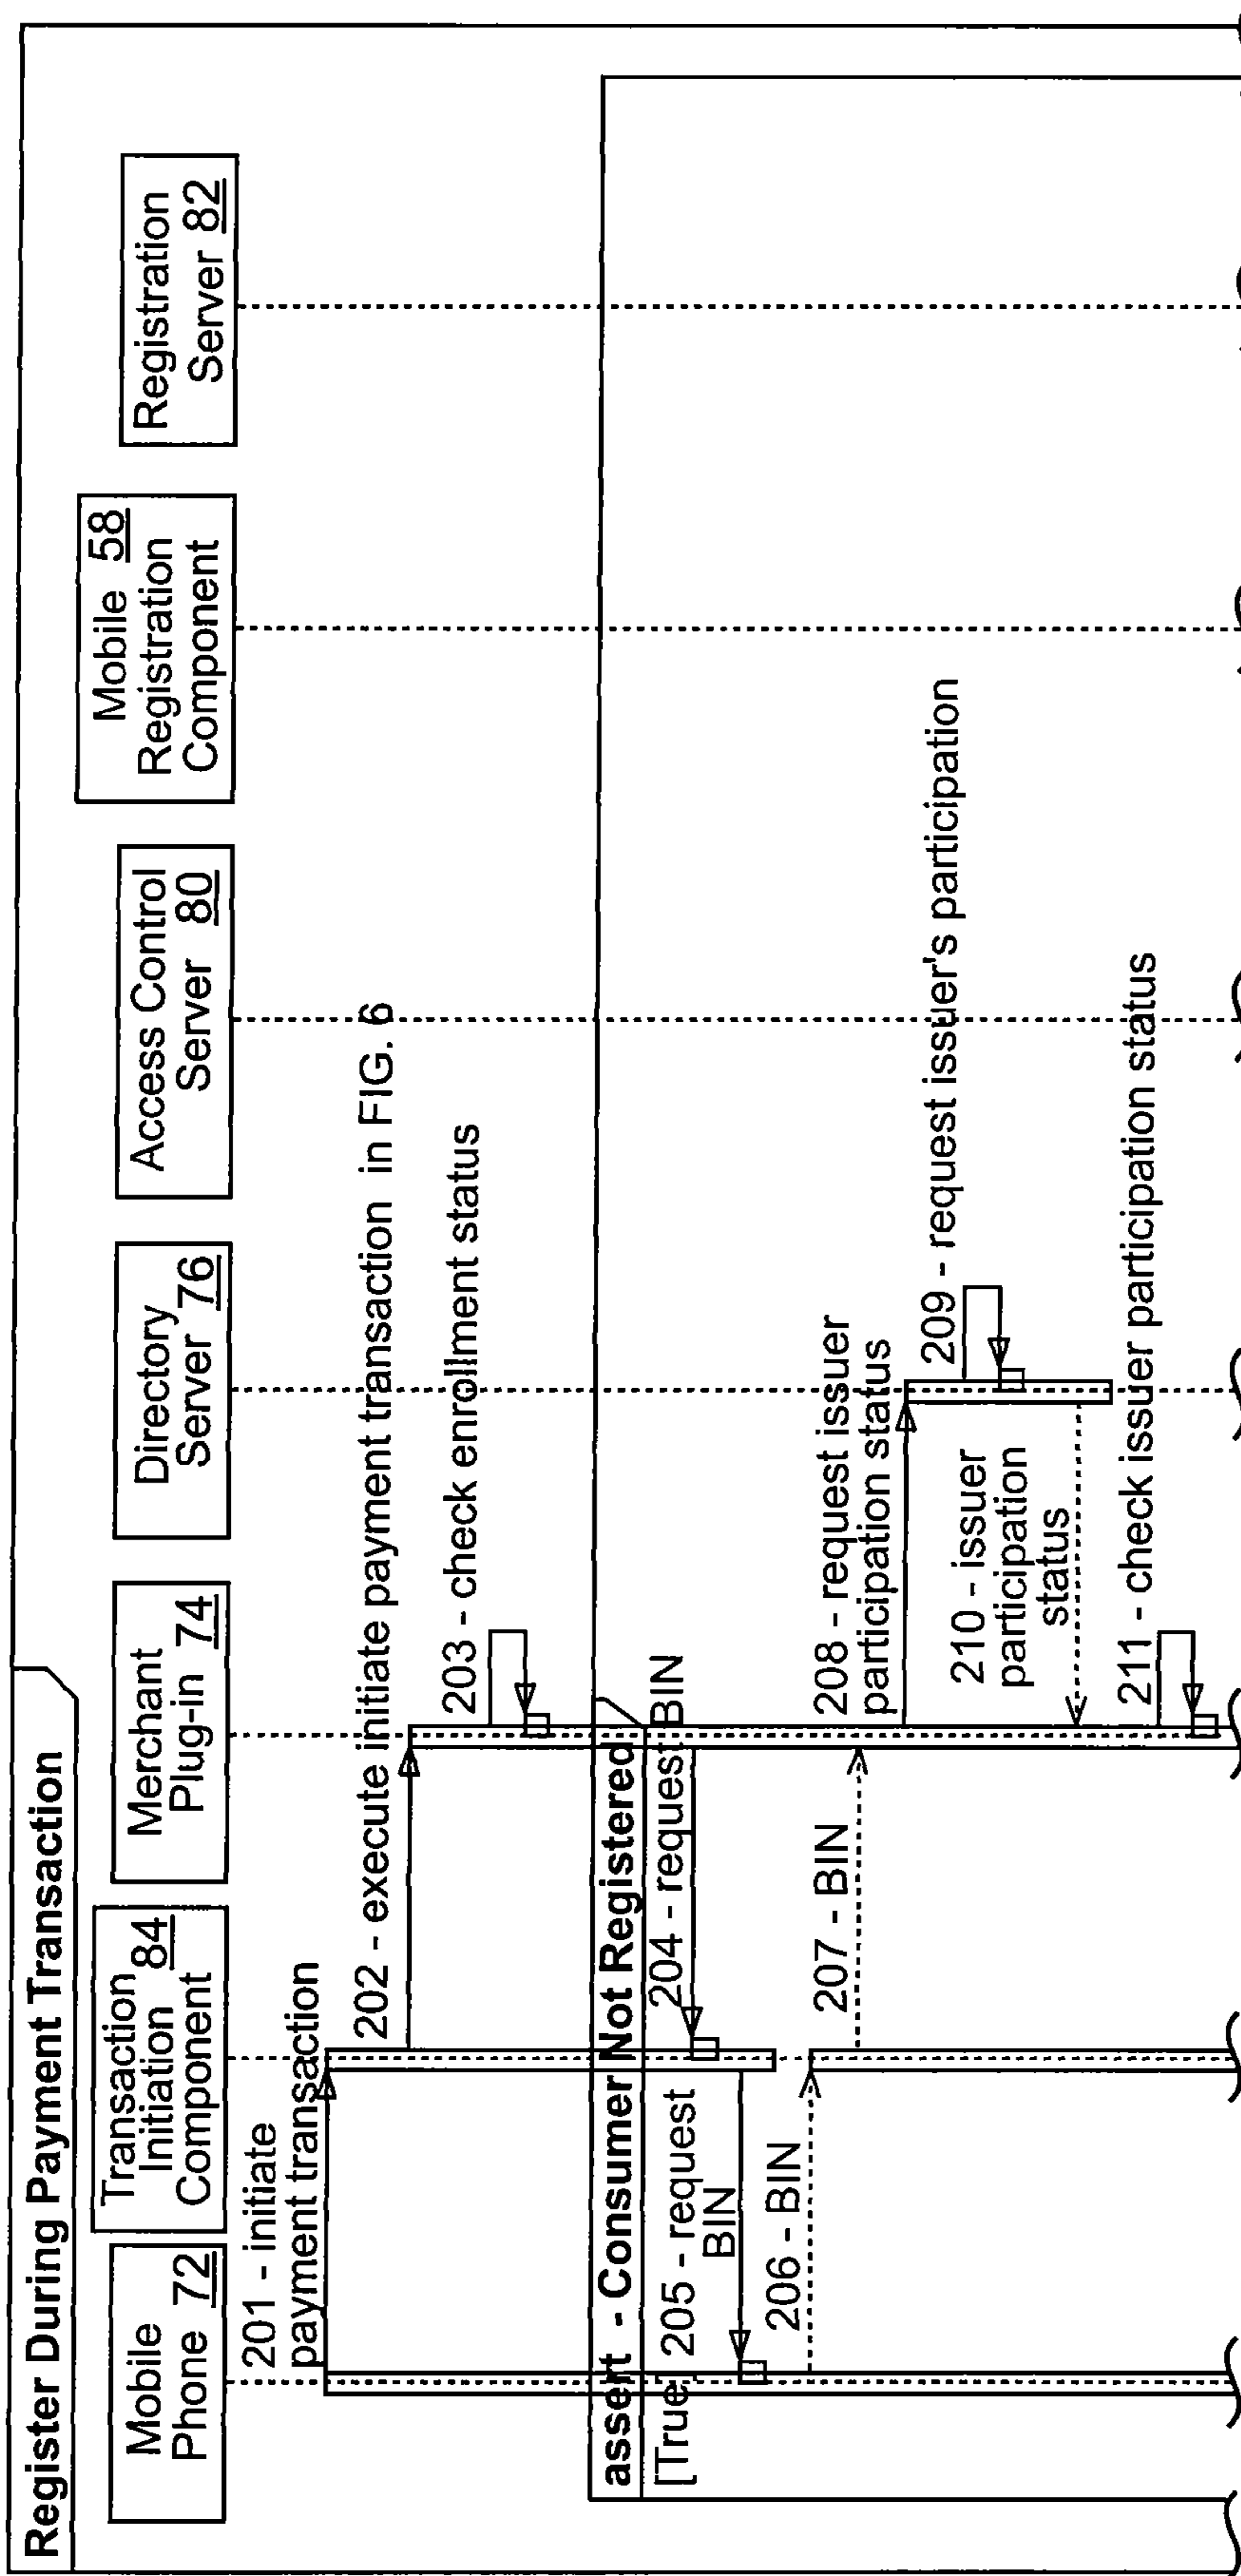 Register During Payment Transaction
Mobile
Phone 72
Transaction
Initiation 84
Component
Merchant
Plug-in 74
Directory
Server 76
Access Control
Server 80
Mobile 58
Registration
Component
Registration
Server 82
201 - initiate
payment transaction
202 - execute initiate payment transaction in FIG. 6
203 - check enrollment status
assert - Consumer Not Registered
[True]
204 - request BIN
205 - request
BIN
206 - BIN
207 - BIN
208 - request issuer
participation status
209 - request issuer's participation
210 - issuer
participation
status
211 - check issuer participation status